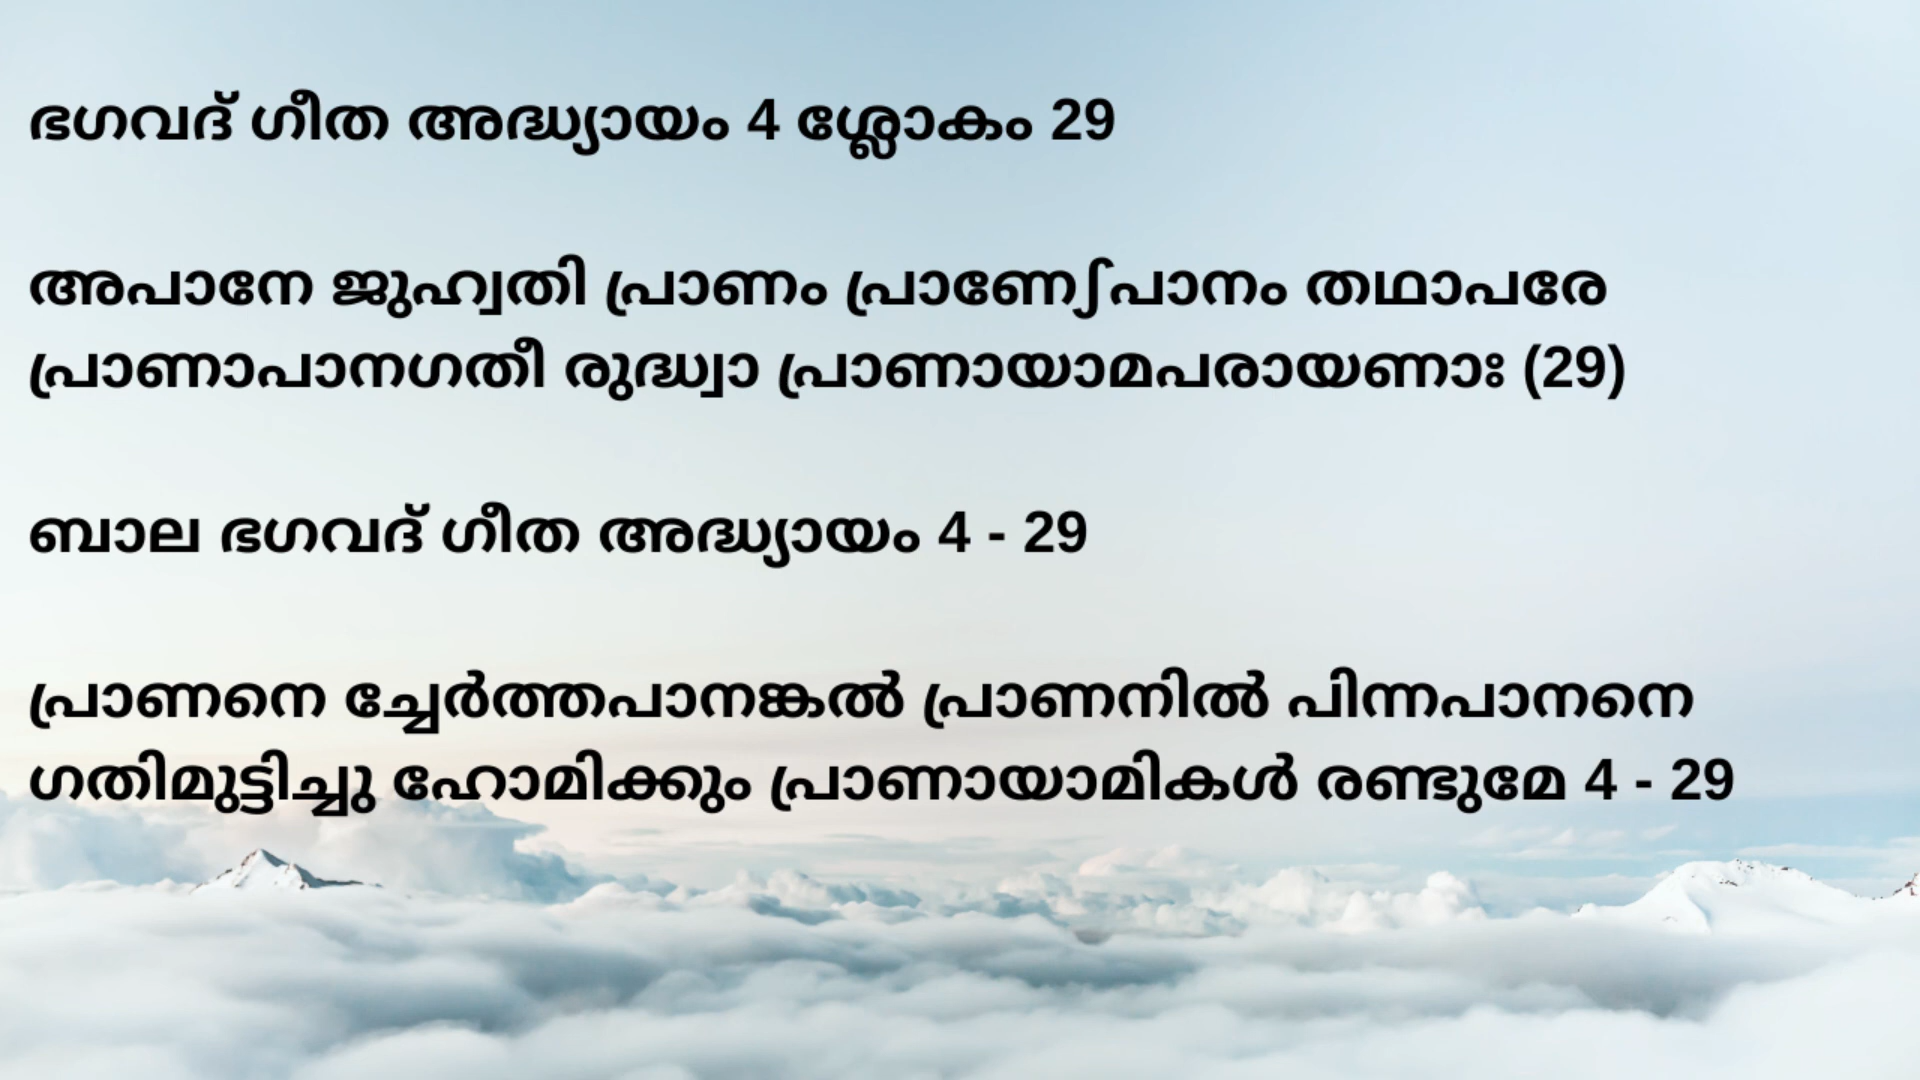 ഭഗവദ് ഗീത അദ്ധ്യായം 4 ശ്ലോകം 29
അപാനേ ജുഹ്വതി പ്രാണം പ്രാണേഽപാനം തഥാപരേ
പ്രാണാപാനഗതീ രുദ്ധ്വാ പ്രാണായാമപരായണാഃ (29)
ബാല ഭഗവദ് ഗീത അദ്ധ്യായം 4 - 29
പ്രാണനെ ച്ചേർത്തപാനങ്കൽ പ്രാണനിൽ പിന്നപാനനെ
ഗതിമുട്ടിച്ചു ഹോമിക്കും പ്രാണായാമികൾ രണ്ടുമേ 4 - 29